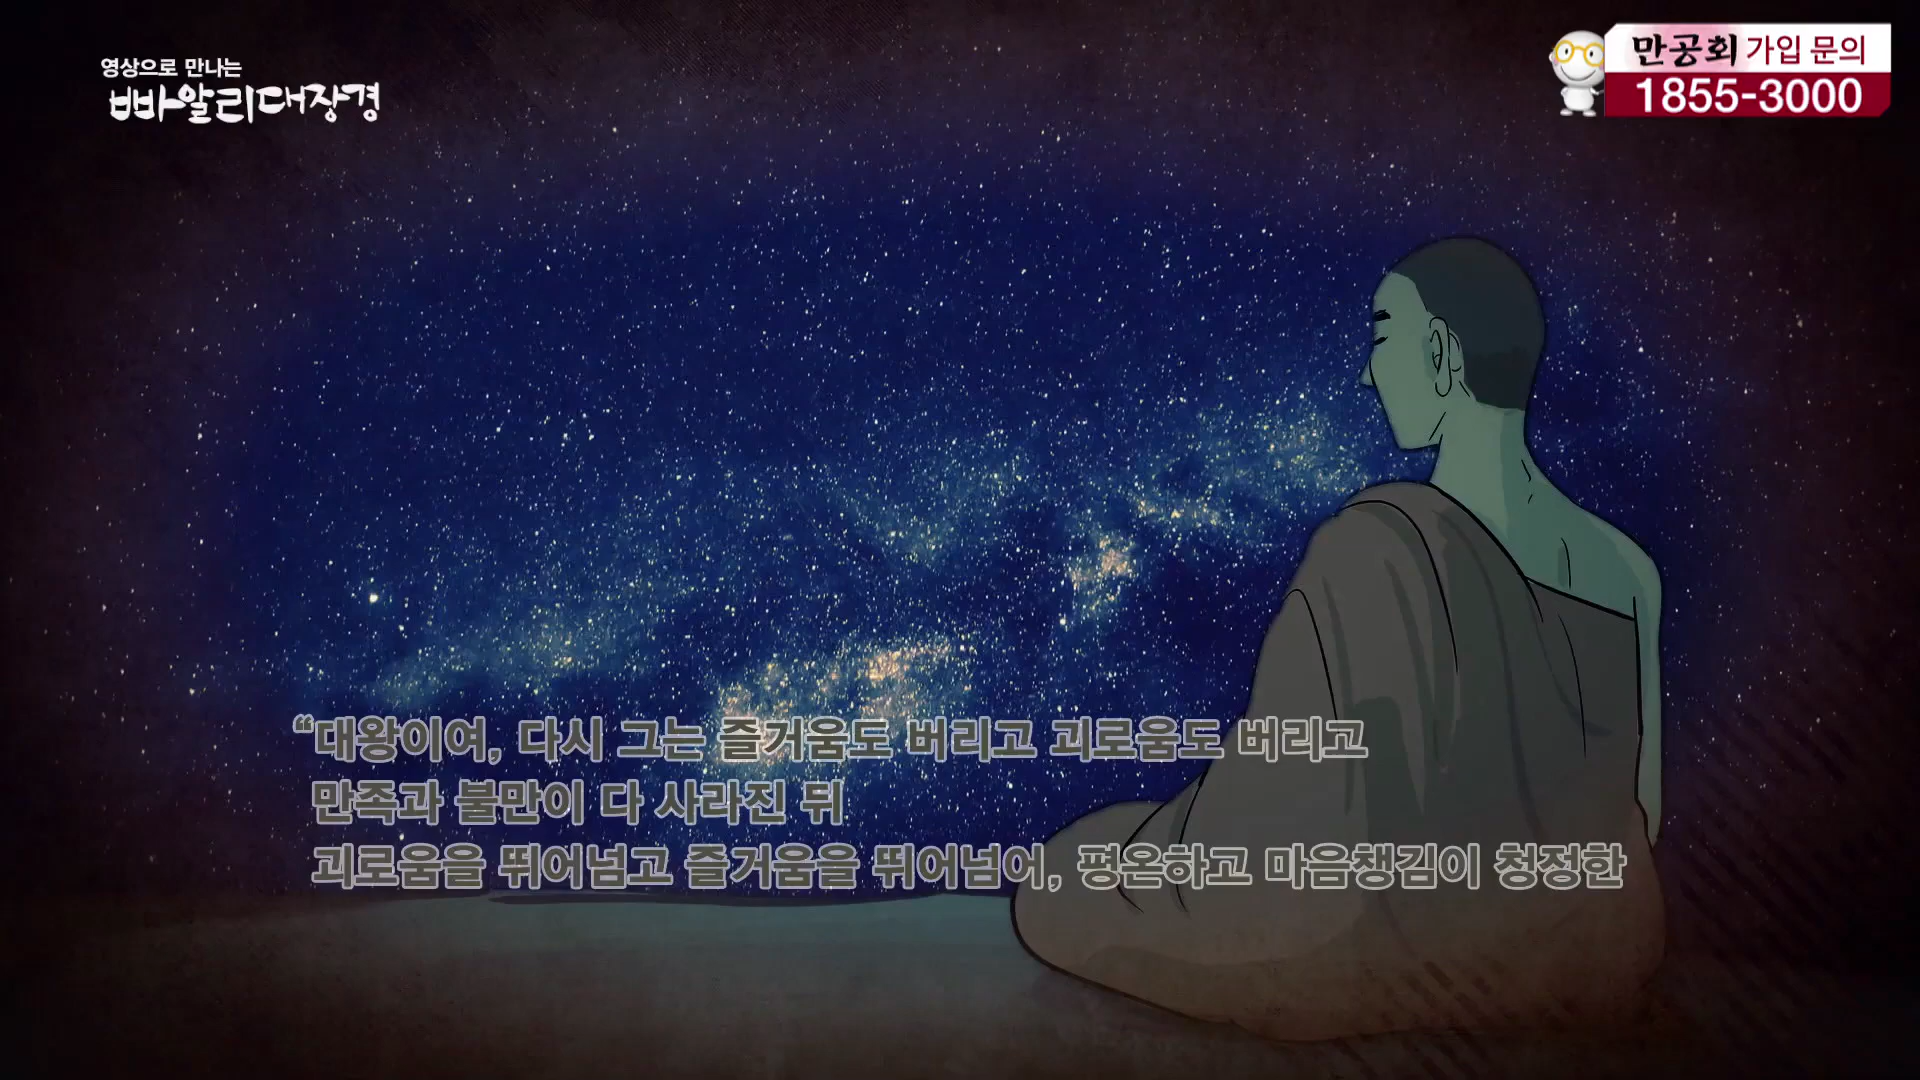 영상으로 만나는
빠알리대장경
만공회 가입 문의
1855-3000
“대왕이여, 다시 그는 즐거움도 버리고 괴로움도 버리고
만족과 불만이 다 사라진 뒤
괴로움을 뛰어넘고 즐거움을 뛰어넘어, 평온하고 마음챙김이 청정한